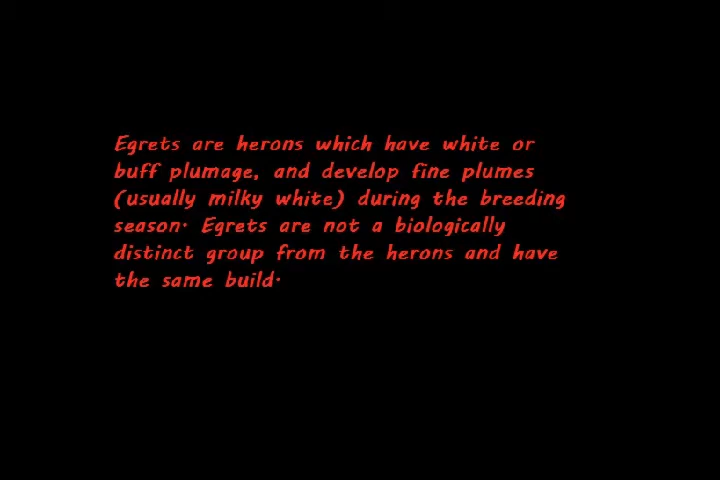 Egrets are herons which have white or
buff plumage, and develop fine plumes
(usually milky white) during the breeding
season. Egrets are not a biologically
distinct group from the herons and have
the same build.